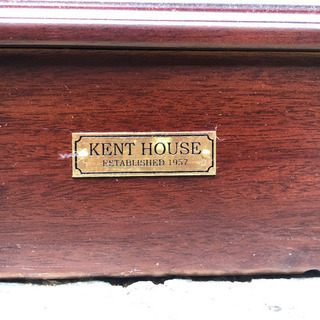 KENT HOUSE
ESTABLISHED 1957